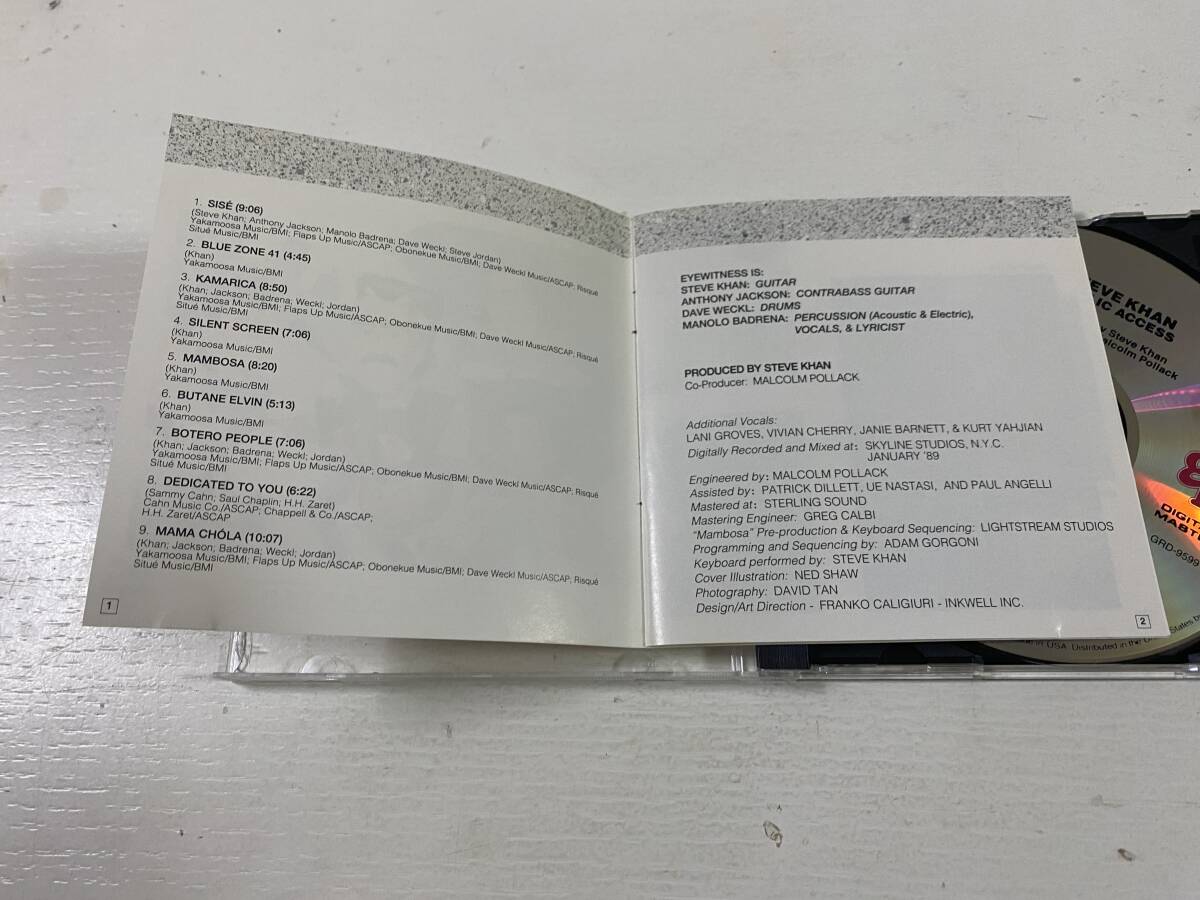 1. SISÉ (9:06)
(Steve Khan; Anthony Jackson; Manolo Badrena; Dave Weckl; Steve Jordan)
Yakamoosa Music/BMI; Flaps Up Music/ASCAP; Obonekue Music/BMI; Dave Weckl Music/ASCAP; Risqué
Situé Music/BMI
2. BLUE ZONE 41 (4:45)
(Khan)
Yakamoosa Music/BMI
3. KAMARICA (8:50)
(Khan; Jackson; Badrena; Weckl; Jordan)
Yakamoosa Music/BMI; Flaps Up Music/ASCAP; Obonekue Music/BMI; Dave Weckl Music/ASCAP; Risqué
Situé Music/BMI
4. SILENT SCREEN (7:06)
(Khan)
Yakamoosa Music/BMI
5. MAMBOSA (8:20)
(Khan)
Yakamoosa Music/BMI
6. BUTANE ELVIN (5:13)
(Khan)
Yakamoosa Music/BMI
7. BOTERO PEOPLE (7:06)
(Khan; Jackson; Badrena; Weckl; Jordan)
Yakamoosa Music/BMI; Flaps Up Music/ASCAP; Obonekue Music/BMI; Dave Weckl Music/ASCAP; Risqué
Situé Music/BMI
8. DEDICATED TO YOU (6:22)
(Sammy Cahn; Saul Chaplin; H.H. Zaret)
Cahn Music Co./ASCAP; Chappell & Co./ASCAP;
H.H. Zaret/ASCAP
9. MAMA CHÓLA (10:07)
(Khan; Jackson; Badrena; Weckl; Jordan)
Yakamoosa Music/BMI; Flaps Up Music/ASCAP; Obonekue Music/BMI; Dave Weckl Music/ASCAP; Risqué
Situé Music/BMI
1
EYEWITNESS IS:
STEVE KHAN: GUITAR
ANTHONY JACKSON: CONTRABASS GUITAR
DAVE WECKL: DRUMS
MANOLO BADRENA: PERCUSSION (Acoustic & Electric),
VOCALS, & LYRICIST
PRODUCED BY STEVE KHAN
Co-Producer: MALCOLM POLLACK
Additional Vocals:
LANI GROVES, VIVIAN CHERRY, JANIE BARNETT, & KURT YAHJIAN
Digitally Recorded and Mixed at: SKYLINE STUDIOS, N.Y.C.
JANUARY '89
Engineered by: MALCOLM POLLACK
Assisted by: PATRICK DILLETT, UE NASTASI, AND PAUL ANGELLI
Mastered at: STERLING SOUND
Mastering Engineer: GREG CALBI
"Mambosa" Pre-production & Keyboard Sequencing: LIGHTSTREAM STUDIOS
Programming and Sequencing by: ADAM GORGONI
Keyboard performed by: STEVE KHAN
Cover Illustration: NED SHAW
Photography: DAVID TAN
Design/Art Direction - FRANKO CALIGIURI - INKWELL INC.
2
EVE KHAN
IC ACCESS
y Steve Khan
alcolm Pollack
GRD-9599
in USA Distributed in the